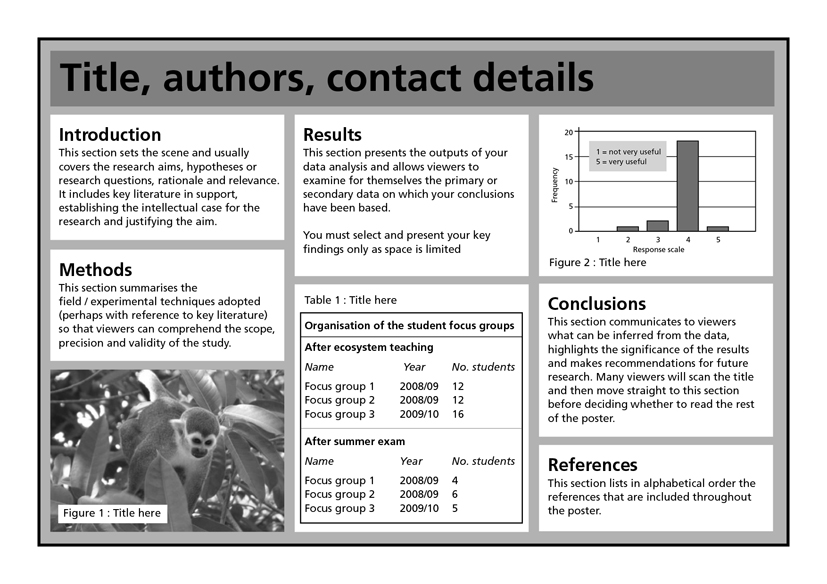 Title, authors, contact details
Introduction
This section sets the scene and usually
covers the research aims, hypotheses or
research questions, rationale and relevance.
It includes key literature in support,
establishing the intellectual case for the
research and justifying the aim.
Methods
This section summarises the
field / experimental techniques adopted
(perhaps with reference to key literature)
so that viewers can comprehend the scope,
precision and validity of the study.
Figure 1 : Title here
Results
This section presents the outputs of your
data analysis and allows viewers to
examine for themselves the primary or
secondary data on which your conclusions
have been based.
You must select and present your key
findings only as space is limited
Table 1 : Title here
Organisation of the student focus groups
After ecosystem teaching
Name Year No. students
Focus group 1 2008/09 12
Focus group 2 2008/09 12
Focus group 3 2009/10 16
After summer exam
Name Year No. students
Focus group 1 2008/09 4
Focus group 2 2008/09 6
Focus group 3 2009/10 5
20
15
10
5
0
Frequency
1 = not very useful
5 = very useful
1 2 3 4 5
Response scale
Figure 2 : Title here
Conclusions
This section communicates to viewers
what can be inferred from the data,
highlights the significance of the results
and makes recommendations for future
research. Many viewers will scan the title
and then move straight to this section
before deciding whether to read the rest
of the poster.
References
This section lists in alphabetical order the
references that are included throughout
the poster.